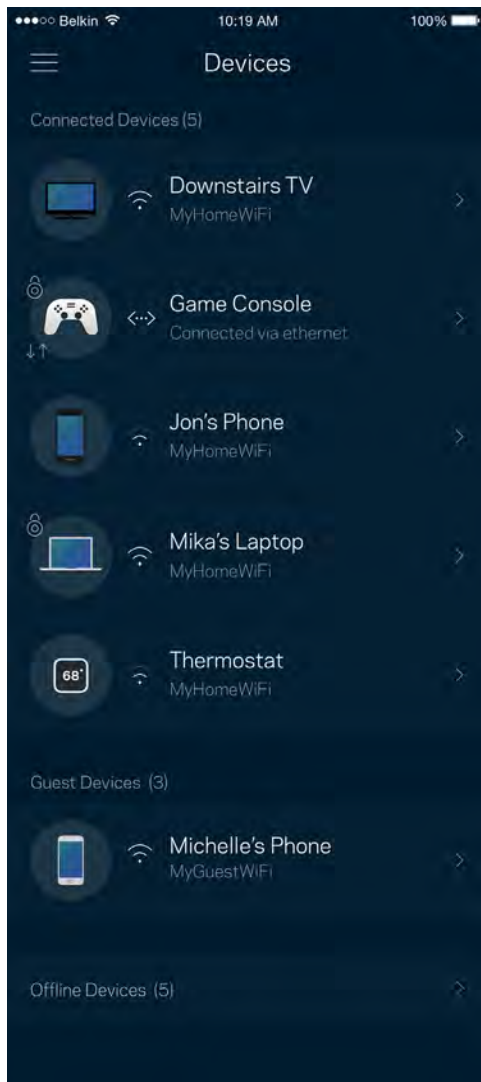 Belkin 10:19 AM 100%
Devices
Connected Devices (5)
Downstairs TV
MyHomeWiFi
Game Console
Connected via ethernet
Jon's Phone
MyHomeWiFi
Mika's Laptop
MyHomeWiFi
68°
Thermostat
MyHomeWiFi
Guest Devices (3)
Michelle's Phone
MyGuestWiFi
Offline Devices (5)